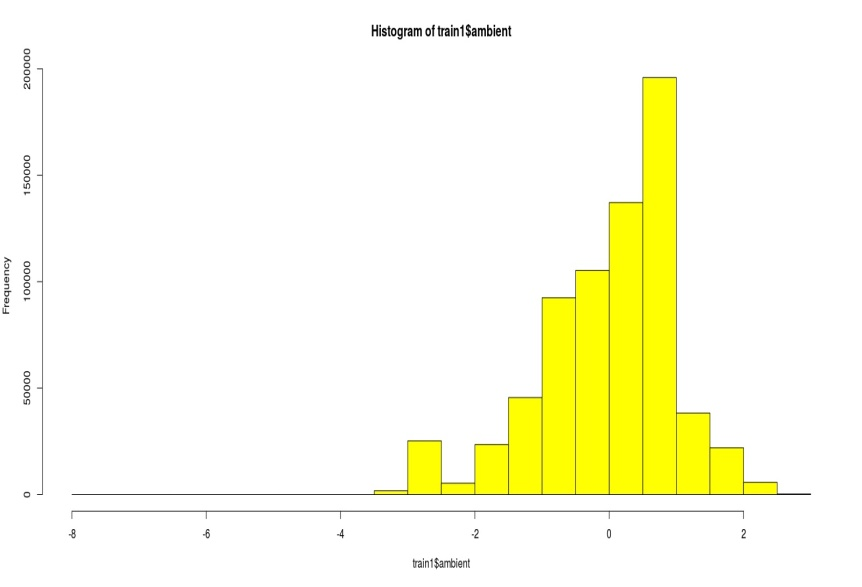 Histogram of train1$ambient
200000
150000
100000
50000
0
Frequency
-8 -6 -4 -2 0 2
train1$ambient